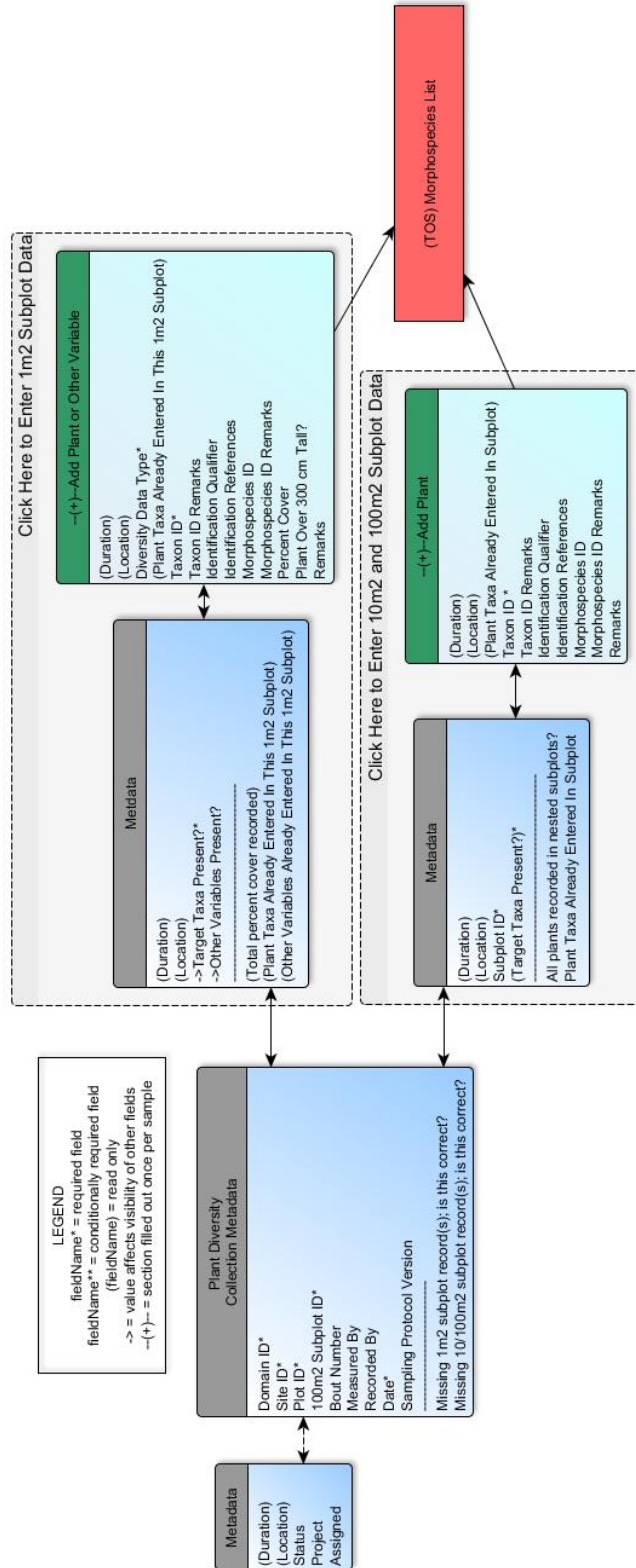 LEGEND
fieldName* = required field
fieldName** = conditionally required field
(fieldName) = read only
-> = value affects visibility of other fields
--(+)-- = section filled out once per sample
Metadata
(Duration)
(Location)
Status
Project
Assigned
Plant Diversity
Collection Metadata
Domain ID*
Site ID*
Plot ID*
100m2 Subplot ID*
Bout Number
Measured By
Recorded By
Date*
Sampling Protocol Version
------------------------------
Missing 1m2 subplot record(s); is this correct?
Missing 10/100m2 subplot record(s); is this correct?
Click Here to Enter 1m2 Subplot Data
Metdata
(Duration)
(Location)
->Target Taxa Present?*
->Other Variables Present?
------------------------------
(Total percent cover recorded)
(Plant Taxa Already Entered In This 1m2 Subplot)
(Other Variables Already Entered In This 1m2 Subplot)
--(+)--Add Plant or Other Variable
(Duration)
(Location)
Diversity Data Type*
(Plant Taxa Already Entered In This 1m2 Subplot)
Taxon ID*
Taxon ID Remarks
Identification Qualifier
Identification References
Morphospecies ID
Morphospecies ID Remarks
Percent Cover
Plant Over 300 cm Tall?
Remarks
Click Here to Enter 10m2 and 100m2 Subplot Data
Metadata
(Duration)
(Location)
Subplot ID*
(Target Taxa Present?)*
------------------------------
All plants recorded in nested subplots?
Plant Taxa Already Entered In Subplot
--(+)--Add Plant
(Duration)
(Location)
(Plant Taxa Already Entered In Subplot)
Taxon ID *
Taxon ID Remarks
Identification Qualifier
Identification References
Morphospecies ID
Morphospecies ID Remarks
Remarks
(TOS) Morphospecies List